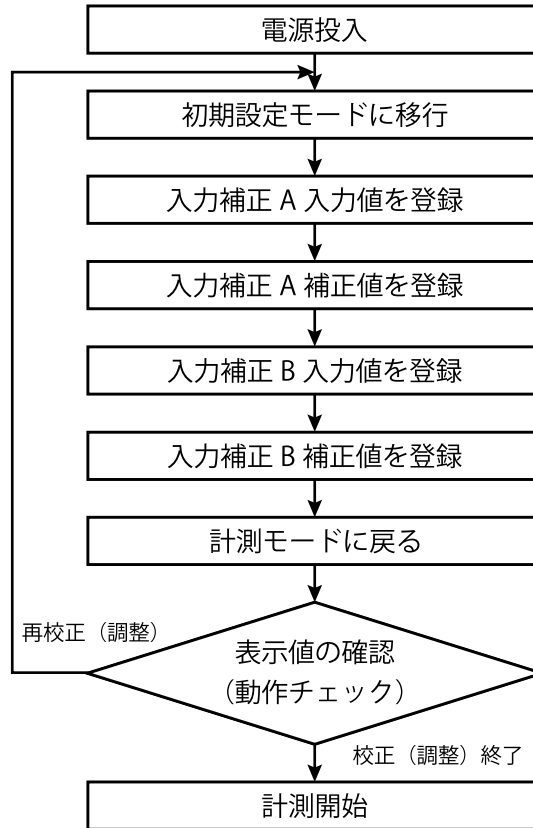 電源投入
初期設定モードに移行
入力補正 A 入力値を登録
入力補正 A 補正値を登録
入力補正 B 入力値を登録
入力補正 B 補正値を登録
計測モードに戻る
再校正（調整）
表示値の確認
（動作チェック）
校正（調整）終了
計測開始